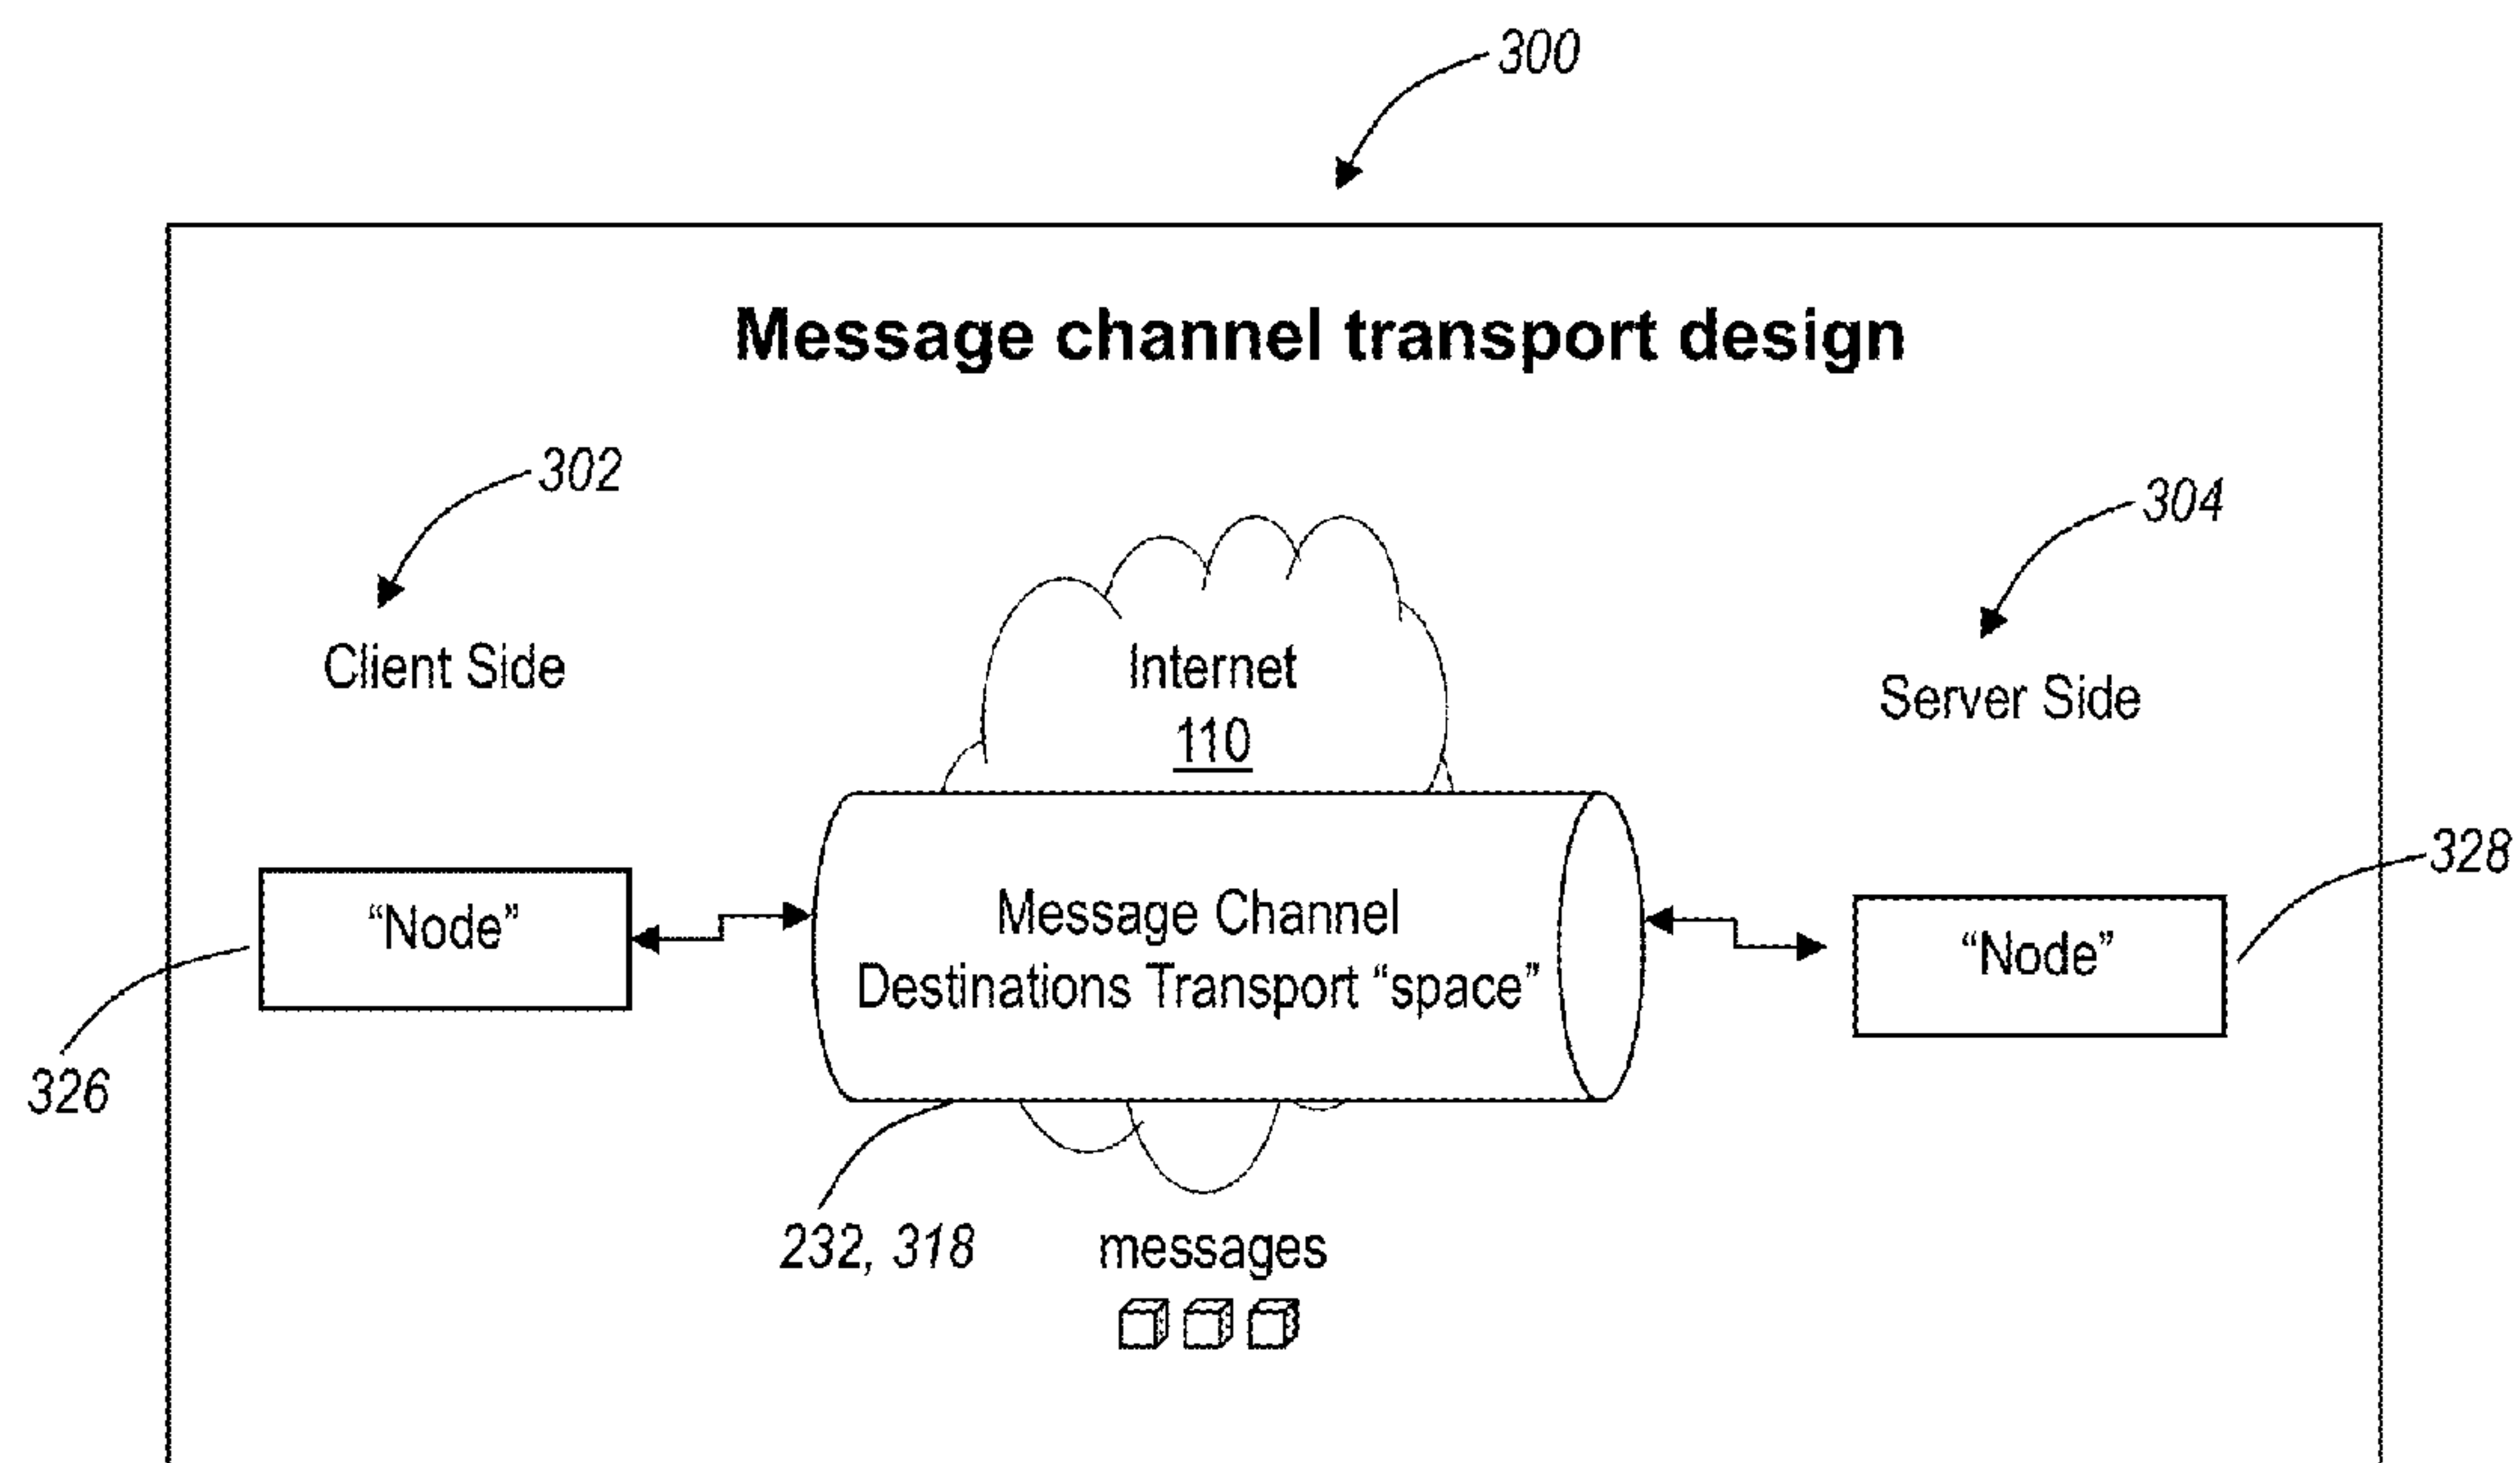 300
Message channel transport design
302
304
Client Side
Internet
110
Server Side
328
“Node”
Message Channel
Destinations Transport “space”
“Node”
326
232, 318
messages